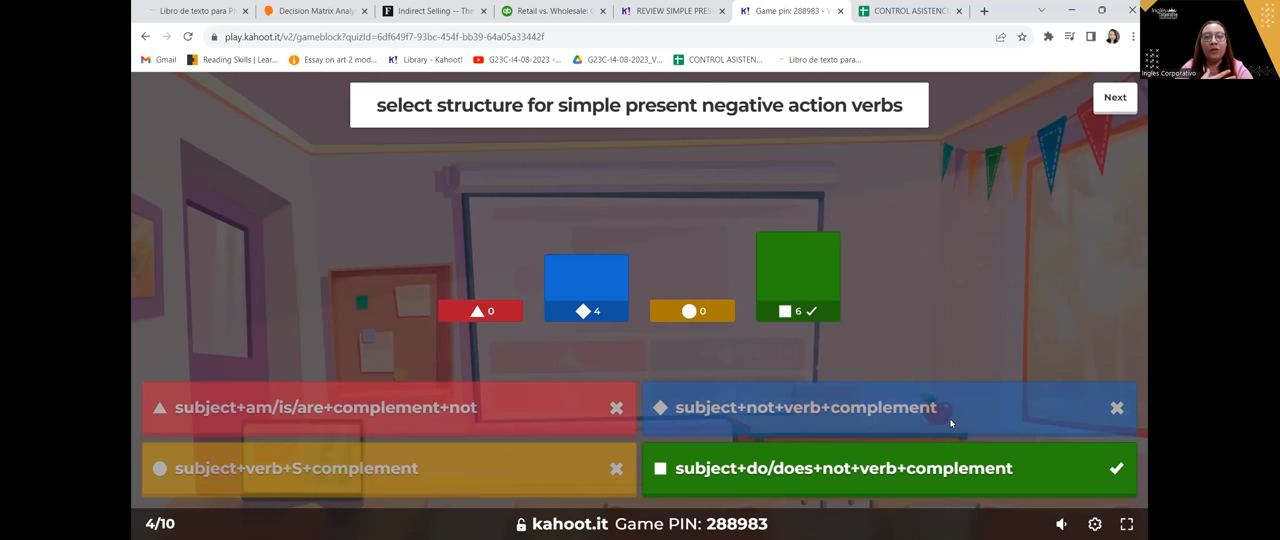 Libro de texto para P
Decision Matrix Analy
Indirect Selling -- The
Retail vs. Wholesale:
REVIEW SIMPLE PRES
Game pin: 288983 -
CONTROL ASISTENC
play.kahoot.it/v2/gameblock?quizId=6df649f7-93bc-454f-bb39-64a05a33442f
Gmail
Reading Skills | Lear...
Essay on art 2 mod...
Library - Kahoot!
G23C-I4-08-2023 -...
G23C-I4-08-2023_V...
CONTROL ASISTEN...
Libro de texto para...
Inglés Corporativo
select structure for simple present negative action verbs
Next
0
4
0
6
subject+am/is/are+complement+not
subject+not+verb+complement
subject+verb+S+complement
subject+do/does+not+verb+complement
4/10
kahoot.it Game PIN: 288983